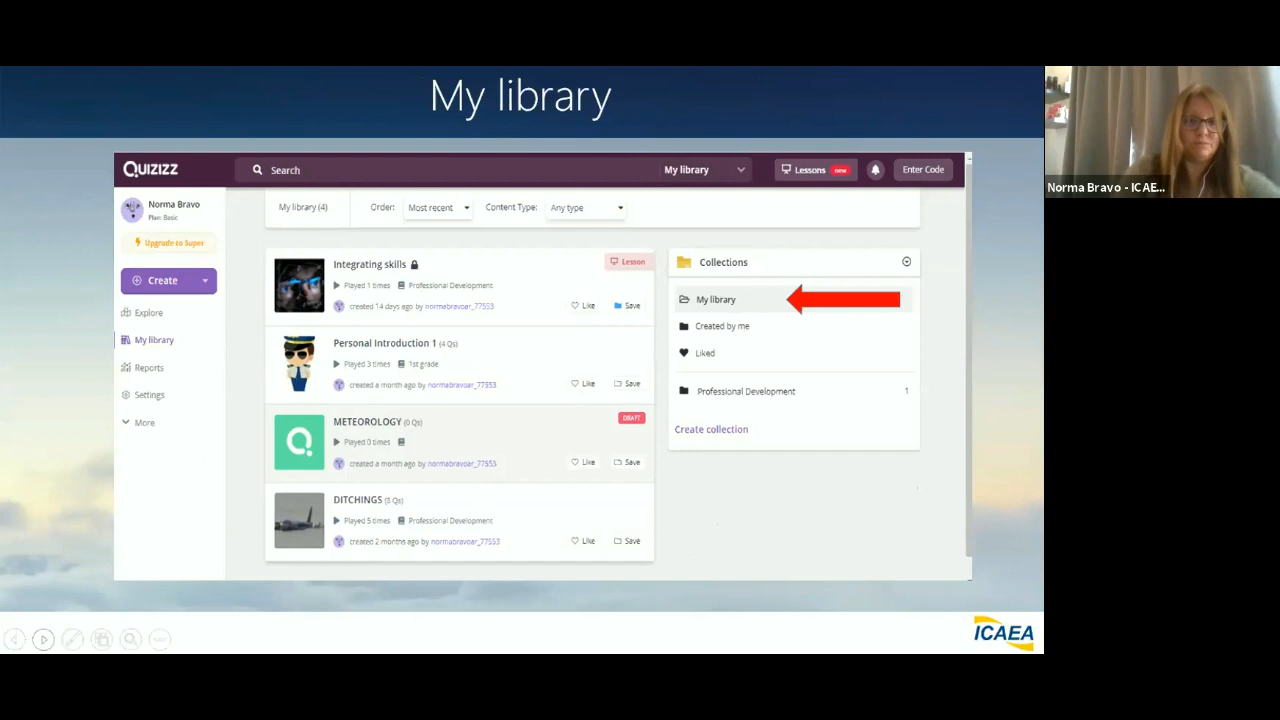 My library
QUIZIZZ
Search
My library
Lessons new
Enter Code
Norma Bravo
Plan: Basic
Upgrade to Super
Create
Explore
My library
Reports
Settings
More
My library (4)
Order: Most recent
Content Type: Any type
Integrating skills
Lesson
Played 1 times Professional Development
created 14 days ago by normabravoar_77553
Like Save
Personal Introduction 1 (4 Qs)
Played 3 times 1st grade
created a month ago by normabravoar_77553
Like Save
METEOROLOGY (0 Qs)
DRAFT
Played 0 times
created a month ago by normabravoar_77553
Like Save
DITCHINGS (8 Qs)
Played 5 times Professional Development
created 2 months ago by normabravoar_77553
Like Save
Collections
My library
Created by me
Liked
Professional Development 1
Create collection
ICAEA
Norma Bravo - ICAE...